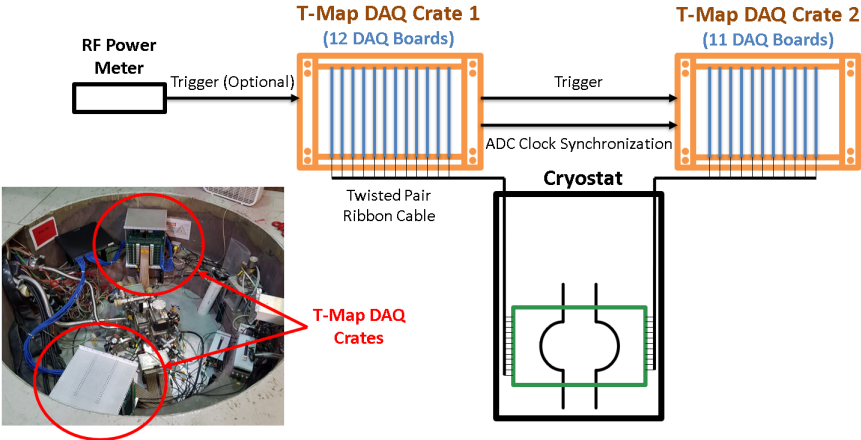 T-Map DAQ Crate 1
(12 DAQ Boards)
T-Map DAQ Crate 2
(11 DAQ Boards)
RF Power
Meter
Trigger (Optional)
Trigger
ADC Clock Synchronization
Twisted Pair
Ribbon Cable
Cryostat
T-Map DAQ
Crates